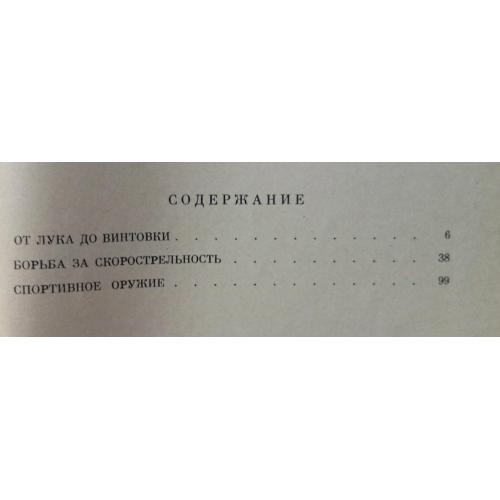 СОДЕРЖАНИЕ
ОТ ЛУКА ДО ВИНТОВКИ . . . . . . . . . . . . 6
БОРЬБА ЗА СКОРОСТРЕЛЬНОСТЬ . . . . . . . . . . 38
СПОРТИВНОЕ ОРУЖИЕ . . . . . . . . . . . . 99